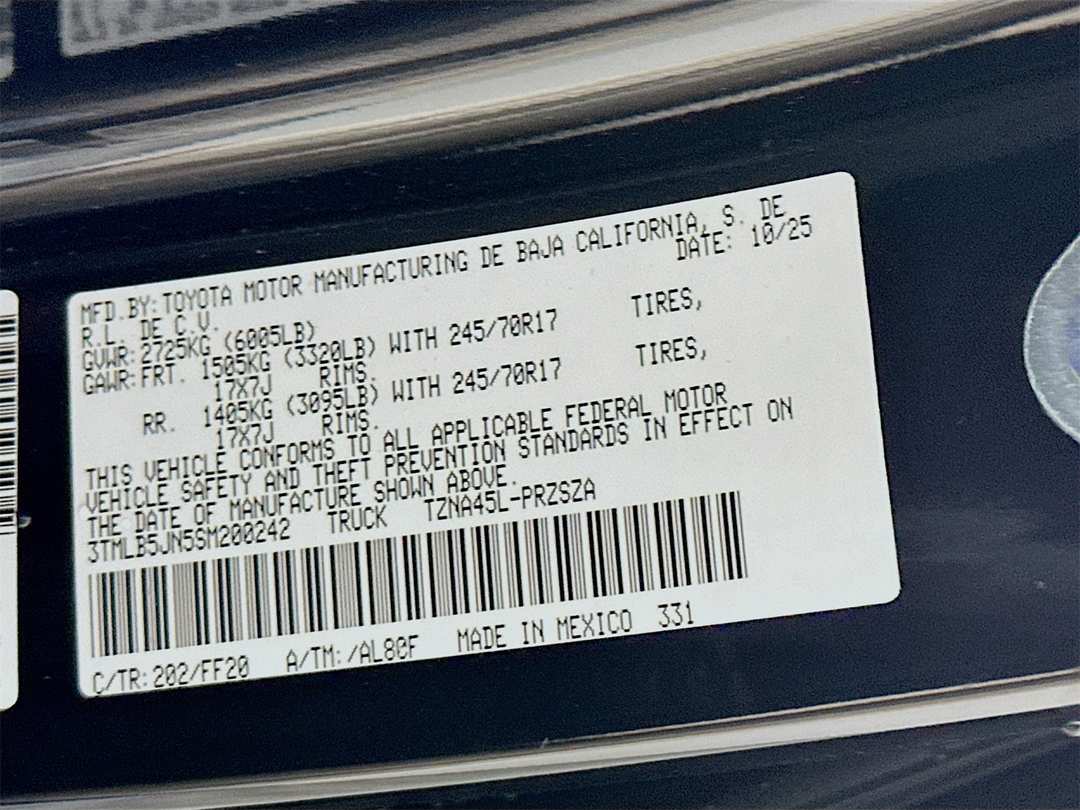 MFD.BY: TOYOTA MOTOR MANUFACTURING DE BAJA CALIFORNIA, S. DE
R.L. DE C.V. DATE: 10/25
GVWR: 2725KG (6005LB)
GAWR: FRT. 1505KG (3320LB) WITH 245/70R17 TIRES,
17X7J RIMS.
RR. 1405KG (3095LB) WITH 245/70R17 TIRES,
17X7J RIMS.
THIS VEHICLE CONFORMS TO ALL APPLICABLE FEDERAL MOTOR
VEHICLE SAFETY AND THEFT PREVENTION STANDARDS IN EFFECT ON
THE DATE OF MANUFACTURE SHOWN ABOVE.
3TMLB5JN5SM200242 TRUCK TZNA45L-PRZSZA
C/TR: 202/FF20 A/TM: /AL80F MADE IN MEXICO 331